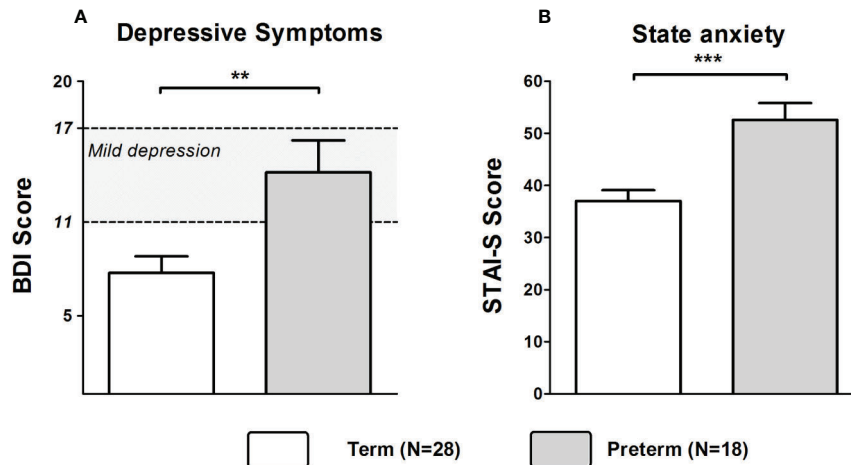 A
Depressive Symptoms
20
17
11
5
BDI Score
**
Mild depression
B
State anxiety
60
50
40
30
20
10
0
STAI-S Score
***
Term (N=28)
Preterm (N=18)